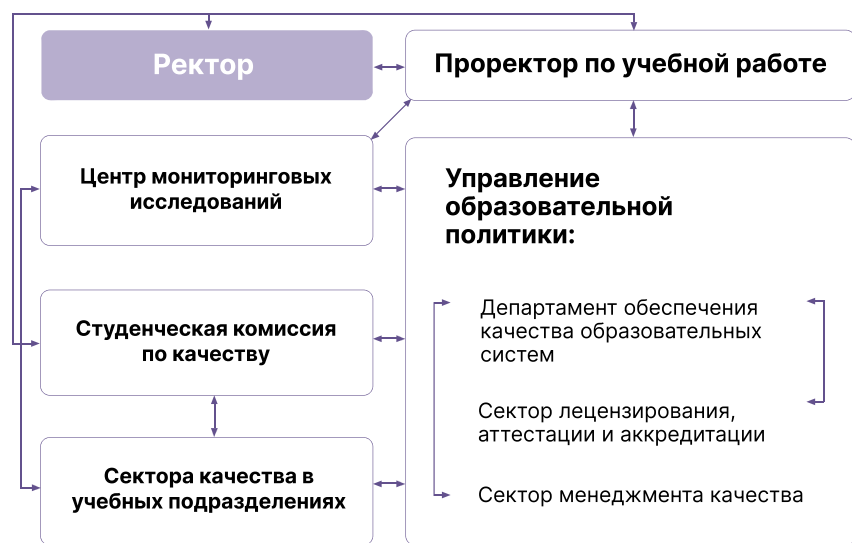 Ректор
Проректор по учебной работе
Центр мониторинговых
исследований
Управление
образовательной
политики:
Департамент обеспечения
качества образовательных
систем
Сектор лецензирования,
аттестации и аккредитации
Сектор менеджмента качества
Студенческая комиссия
по качеству
Сектора качества в
учебных подразделениях